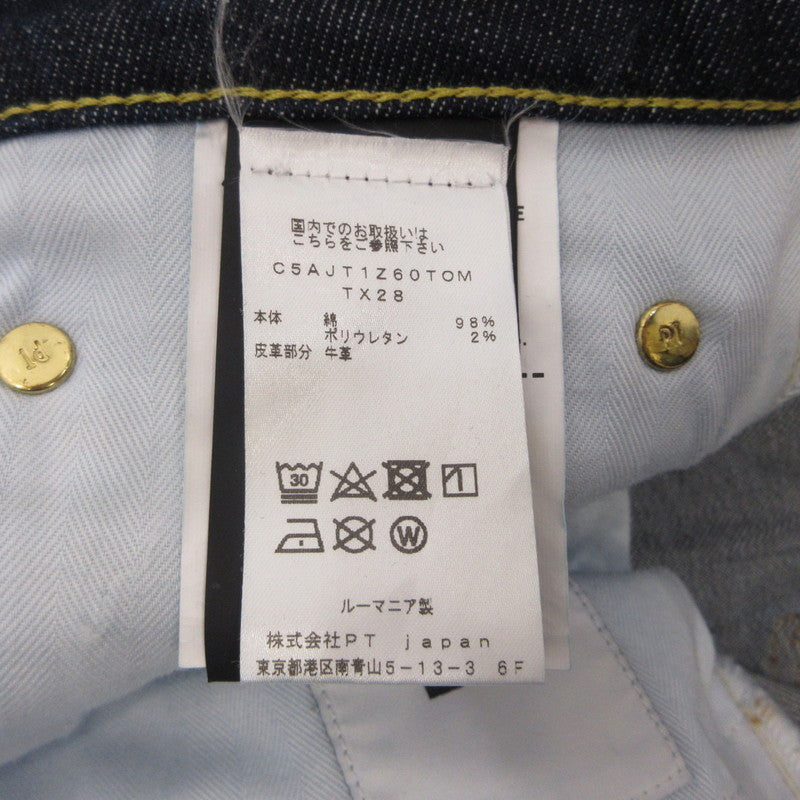 国内でのお取扱いは
こちらをご参照下さい
C5AJT1Z60TOM
TX28
本体 綿 98%
ポリウレタン 2%
皮革部分 牛革
30
W
ルーマニア製
株式会社PT japan
東京都港区南青山5-13-3 6F
E